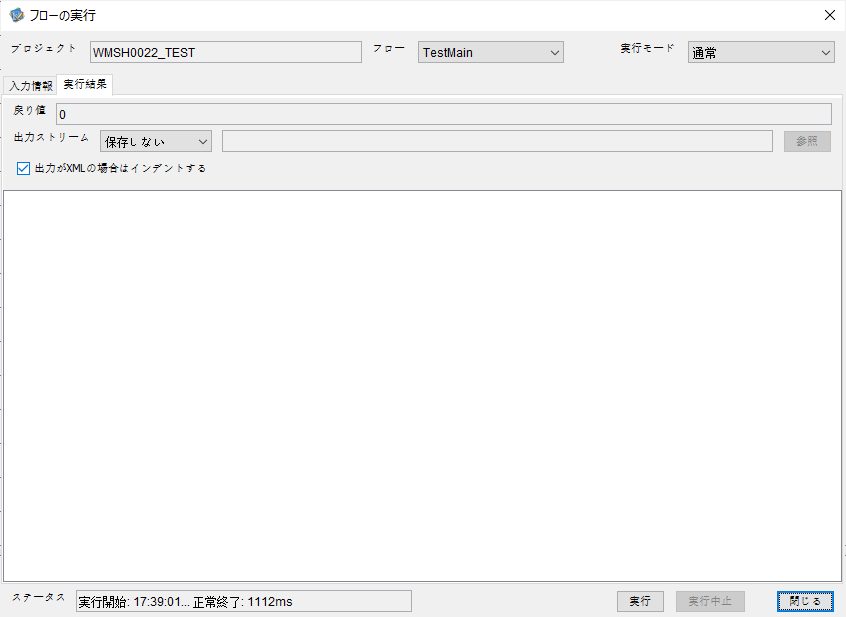 フローの実行
プロジェクト WMSH0022_TEST フロー TestMain 実行モード 通常
入力情報 実行結果
戻り値 0
出力ストリーム 保存しない 参照
出力がXMLの場合はインデントする
ステータス 実行開始: 17:39:01... 正常終了: 1112ms 実行 実行中止 閉じる